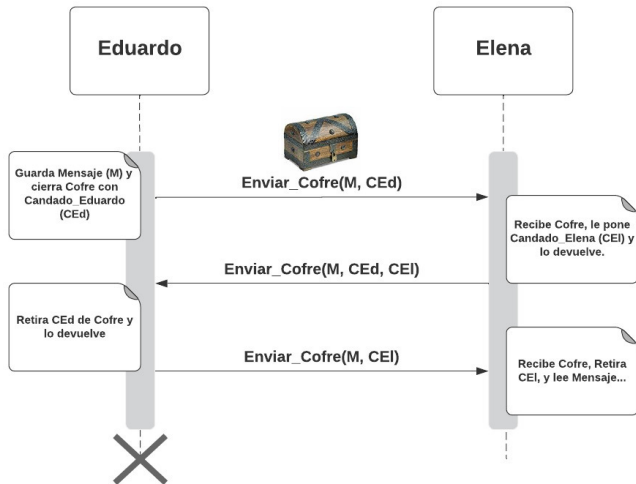 Eduardo
Elena
Guarda Mensaje (M) y
cierra Cofre con
Candado_Eduardo
(CEd)
Enviar_Cofre(M, CEd)
Recibe Cofre, le pone
Candado_Elena (CEl) y
lo devuelve.
Enviar_Cofre(M, CEd, CEl)
Retira CEd de Cofre y
lo devuelve
Enviar_Cofre(M, CEl)
Recibe Cofre, Retira
CEl, y lee Mensaje...